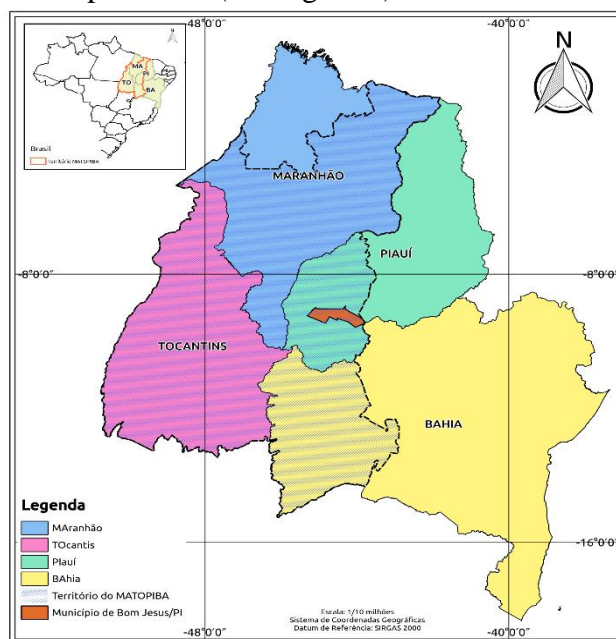 -48°0'0"
-40°0'0"
MA
PI
TO
BA
Brasil
Território MATOPIBA
N
MARANHÃO
PIAUÍ
-8°0'0"
-8°0'0"
TOCANTINS
BAHIA
Legenda
MAranhão
TOcantis
PIauí
BAhia
Território do MATOPIBA
Município de Bom Jesus/PI
-16°0'0"
Escala: 1/10 milhões
Sistema de Coordenadas Geográficas
Datum de Referência: SIRGAS 2000
-48°0'0"
-40°0'0"